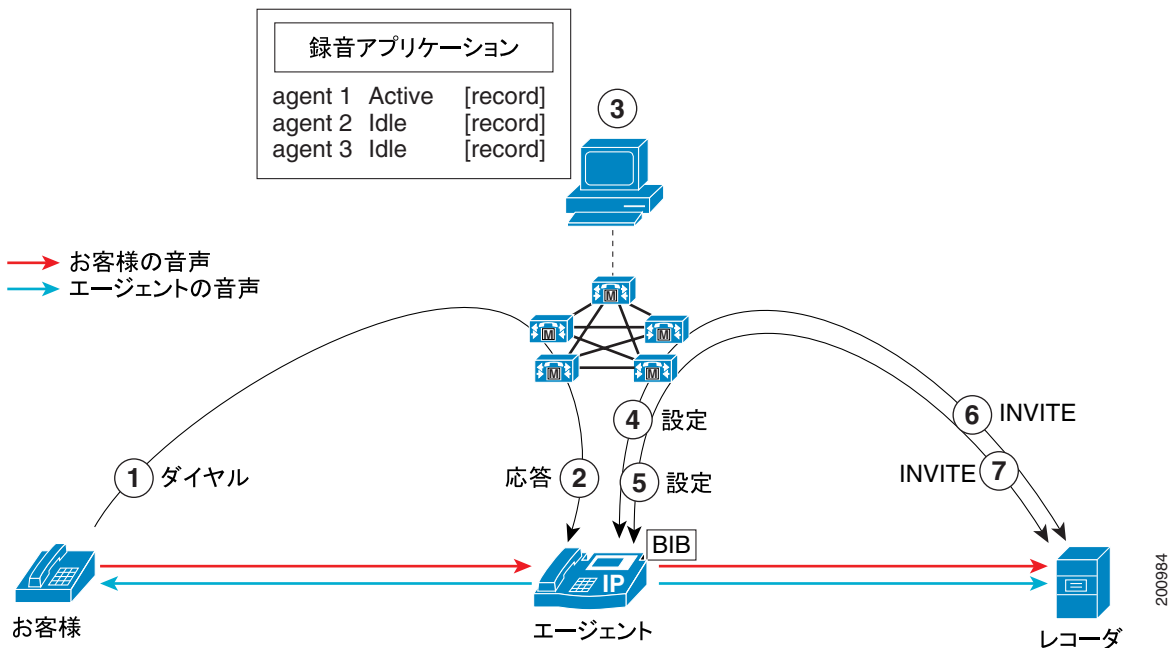 録音アプリケーション
agent 1 Active [record]
agent 2 Idle [record]
agent 3 Idle [record]
3
お客様の音声
エージェントの音声
M
M
M
M
M
4 設定
6 INVITE
1 ダイヤル
応答 2
5 設定
INVITE 7
BIB
IP
お客様
エージェント
レコーダ
200984